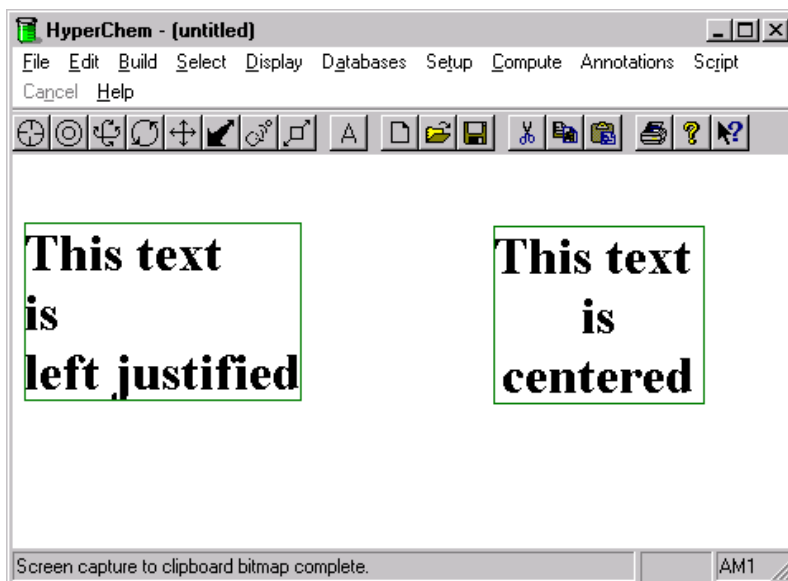 HyperChem - (untitled)
File Edit Build Select Display Databases Setup Compute Annotations Script
Cancel Help
A
This text
is
left justified
This text
is
centered
Screen capture to clipboard bitmap complete.
AM1